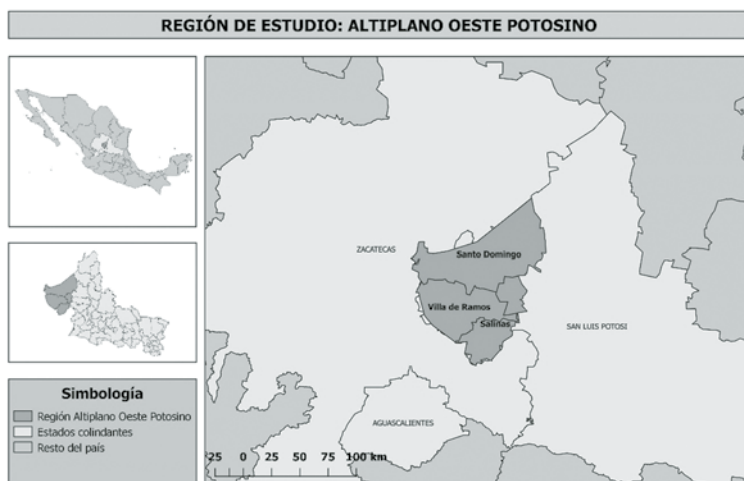 REGIÓN DE ESTUDIO: ALTIPLANO OESTE POTOSINO
ZACATECAS
Santo Domingo
Villa de Ramos
Salinas
SAN LUIS POTOSI
AGUASCALIENTES
Simbología
Región Altiplano Oeste Potosino
Estados colindantes
Resto del país
25 0 25 50 75 100 km